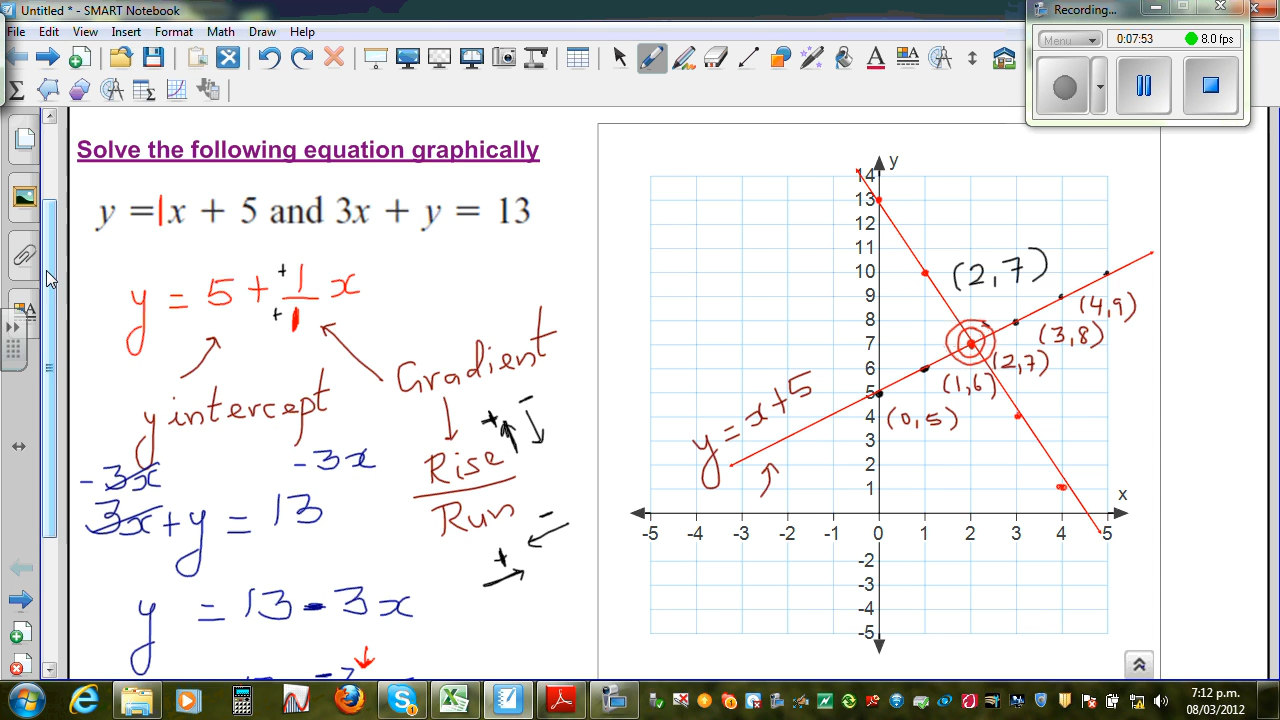 Untitled * - SMART Notebook
File Edit View Insert Format Math Draw Help
Recording...
Menu 0:07:53 8.0 fps
Solve the following equation graphically
y = 1x + 5 and 3x + y = 13
y = 5 + +1/+1 x
y intercept
Gradient
Rise + -
Run + -
- 3x - 3x
3x + y = 13
y = 13 - 3x
y
14
13
12
11
10
9
8
7
6
5
4
3
2
1
x
-5 -4 -3 -2 -1 0 1 2 3 4 5
-2
-3
-4
-5
(2,7)
(4,9)
(3,8)
(2,7)
(1,6)
(0,5)
y = x + 5
7:12 p.m.
08/03/2012